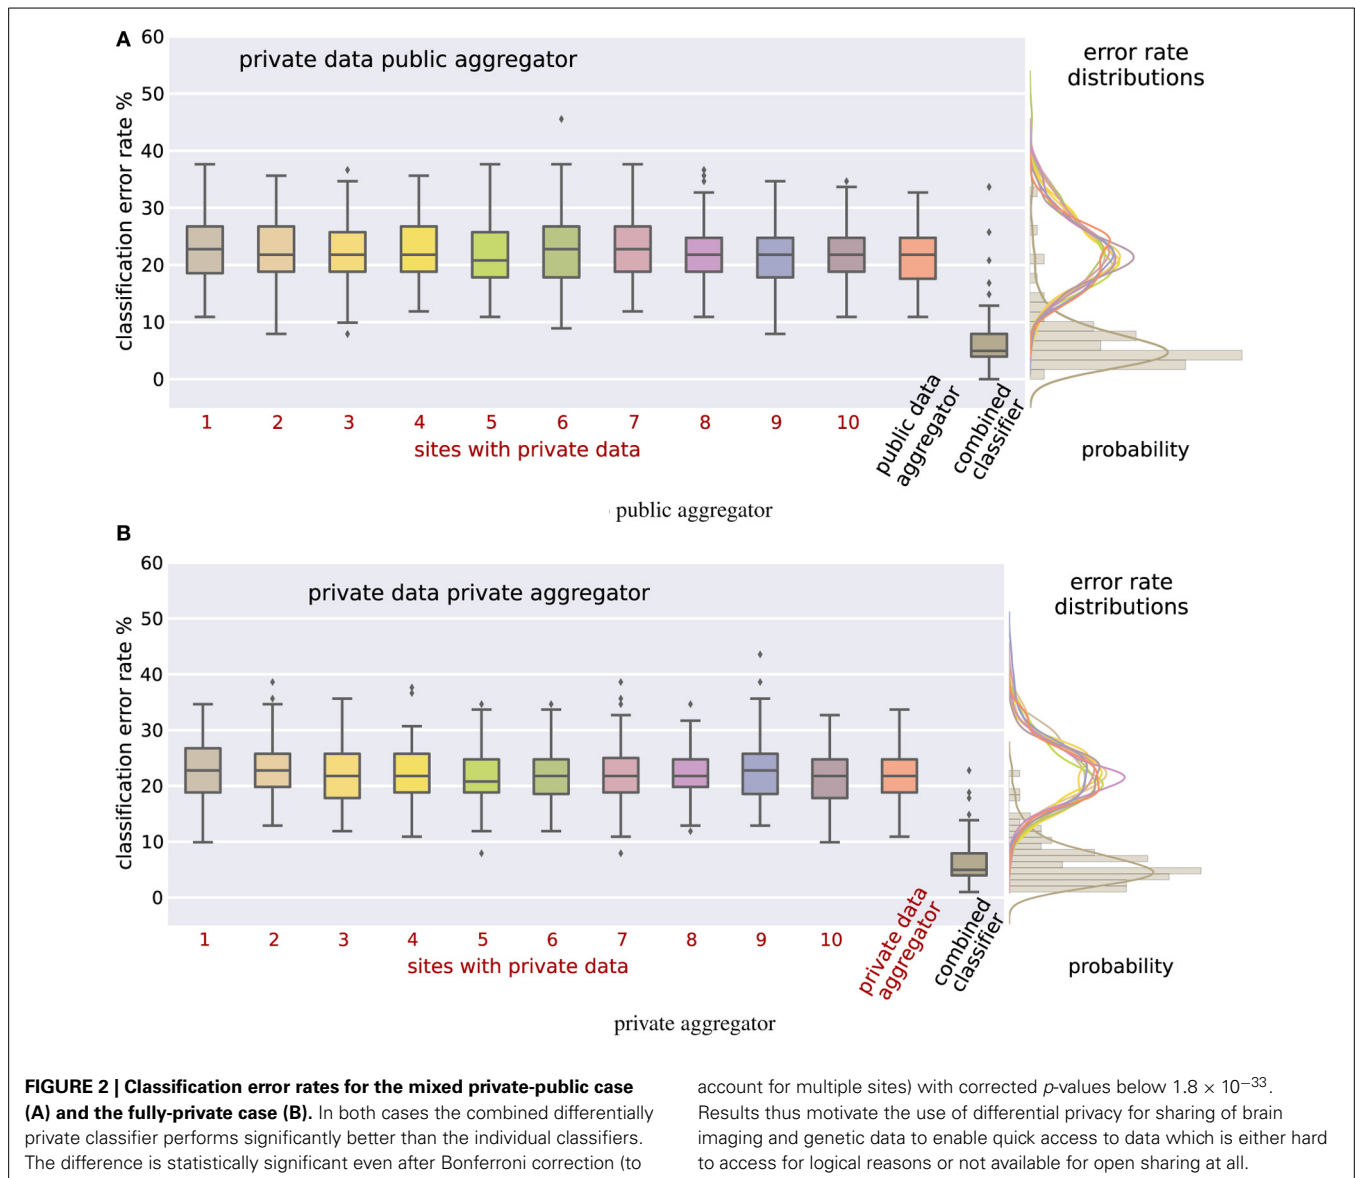 A
private data public aggregator
error rate
distributions
classification error rate %
60
50
40
30
20
10
0
1 2 3 4 5 6 7 8 9 10
public data
aggregator
combined
classifier
sites with private data
probability
public aggregator
B
private data private aggregator
error rate
distributions
classification error rate %
60
50
40
30
20
10
0
1 2 3 4 5 6 7 8 9 10
private data
aggregator
combined
classifier
sites with private data
probability
private aggregator
FIGURE 2 | Classification error rates for the mixed private-public case
(A) and the fully-private case (B). In both cases the combined differentially
private classifier performs significantly better than the individual classifiers.
The difference is statistically significant even after Bonferroni correction (to
account for multiple sites) with corrected p-values below 1.8 × 10⁻³³.
Results thus motivate the use of differential privacy for sharing of brain
imaging and genetic data to enable quick access to data which is either hard
to access for logical reasons or not available for open sharing at all.